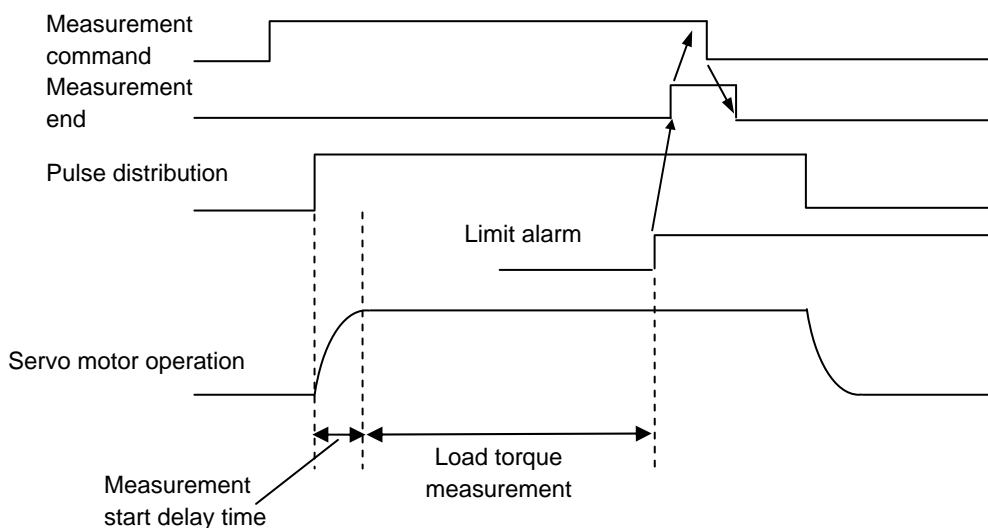 Measurement
command
Measurement
end
Pulse distribution
Limit alarm
Servo motor operation
Load torque
measurement
Measurement
start delay time